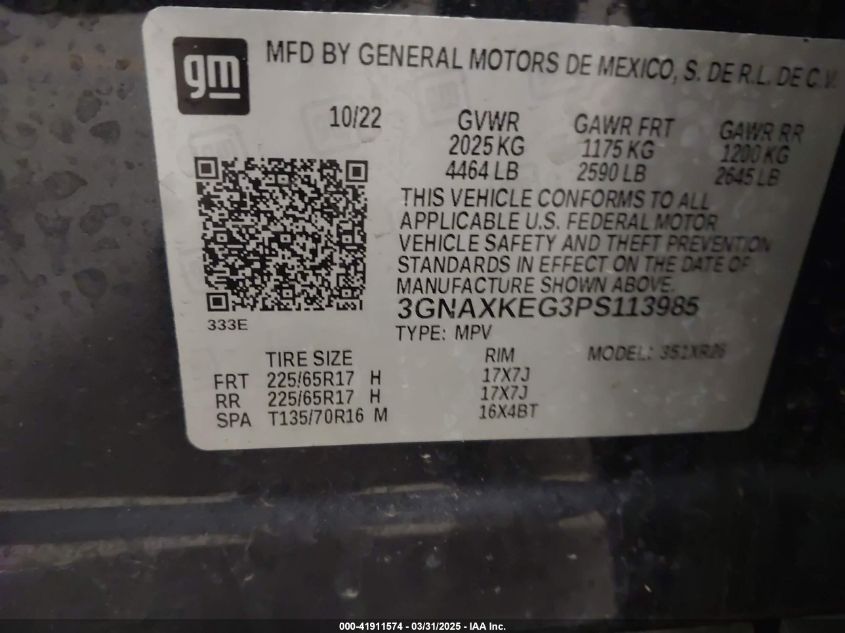 gm
MFD BY GENERAL MOTORS DE MEXICO, S. DE R.L. DE C.V.
10/22
GVWR GAWR FRT GAWR RR
2025 KG 1175 KG 1200 KG
4464 LB 2590 LB 2645 LB
THIS VEHICLE CONFORMS TO ALL
APPLICABLE U.S. FEDERAL MOTOR
VEHICLE SAFETY AND THEFT PREVENTION
STANDARDS IN EFFECT ON THE DATE OF
MANUFACTURE SHOWN ABOVE.
3GNAXKEG3PS113985
333E
TYPE: MPV
TIRE SIZE RIM MODEL: 351XR26
FRT 225/65R17 H 17X7J
RR 225/65R17 H 17X7J
SPA T135/70R16 M 16X4BT
000-41911574 - 03/31/2025 - IAA Inc.